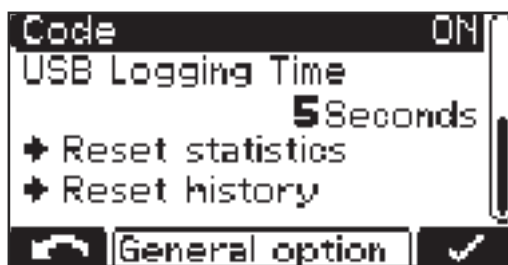 Code ON
USB Logging Time
5 Seconds
Reset statistics
Reset history
General option